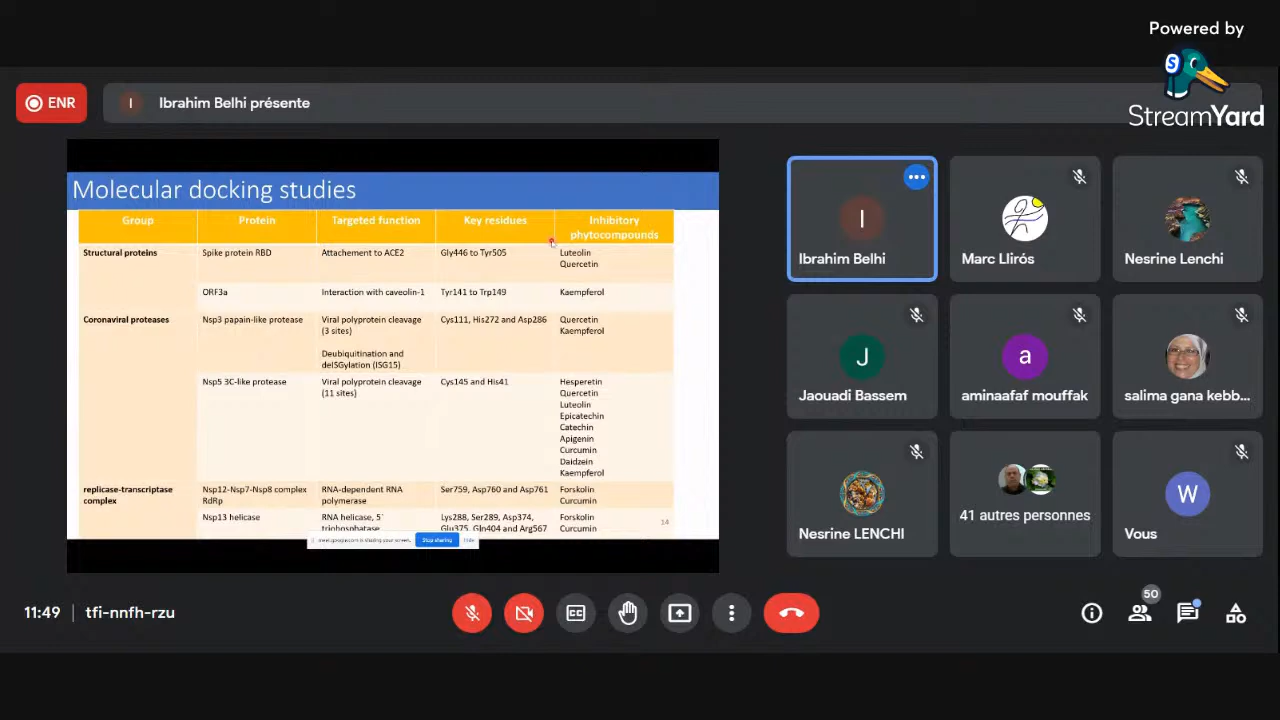 Powered by
StreamYard
ENR
I
Ibrahim Belhi présente
Molecular docking studies
Group
Protein
Targeted function
Key residues
Inhibitory
phytocompounds
Structural proteins
Spike protein RBD
Attachement to ACE2
Gly446 to Tyr505
Luteolin
Quercetin
ORF3a
Interaction with caveolin-1
Tyr141 to Trp149
Kaempferol
Coronaviral proteases
Nsp3 papain-like protease
Viral polyprotein cleavage
(3 sites)
Deubiquitination and
deISGylation (ISG15)
Cys111, His272 and Asp286
Quercetin
Kaempferol
Nsp5 3C-like protease
Viral polyprotein cleavage
(11 sites)
Cys145 and His41
Hesperetin
Quercetin
Luteolin
Epicatechin
Catechin
Apigenin
Curcumin
Daidzein
Kaempferol
replicase-transcriptase
complex
Nsp12-Nsp7-Nsp8 complex
RdRp
RNA-dependent RNA
polymerase
Ser759, Asp760 and Asp761
Forskolin
Curcumin
Nsp13 helicase
RNA helicase, 5`
triphosphatase
Lys288, Ser289, Asp374,
Glu375, Gln404 and Arg567
Forskolin
Curcumin
14
is sharing your screen.
Stop sharing
Hide
I
Ibrahim Belhi
Marc Llirós
Nesrine Lenchi
J
Jaouadi Bassem
a
aminaafaf mouffak
salima gana kebb...
Nesrine LENCHI
41 autres personnes
W
Vous
11:49
tfi-nnfh-rzu
CC
50